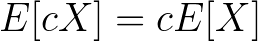 E[cX] = cE[X]